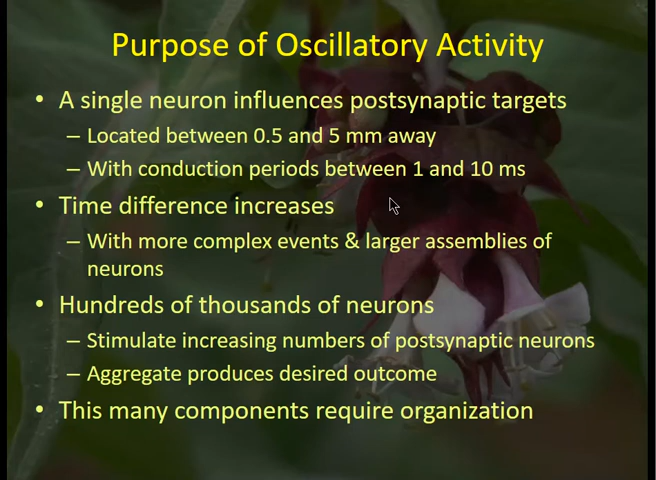 Purpose of Oscillatory Activity
• A single neuron influences postsynaptic targets
– Located between 0.5 and 5 mm away
– With conduction periods between 1 and 10 ms
• Time difference increases
– With more complex events & larger assemblies of
neurons
• Hundreds of thousands of neurons
– Stimulate increasing numbers of postsynaptic neurons
– Aggregate produces desired outcome
• This many components require organization